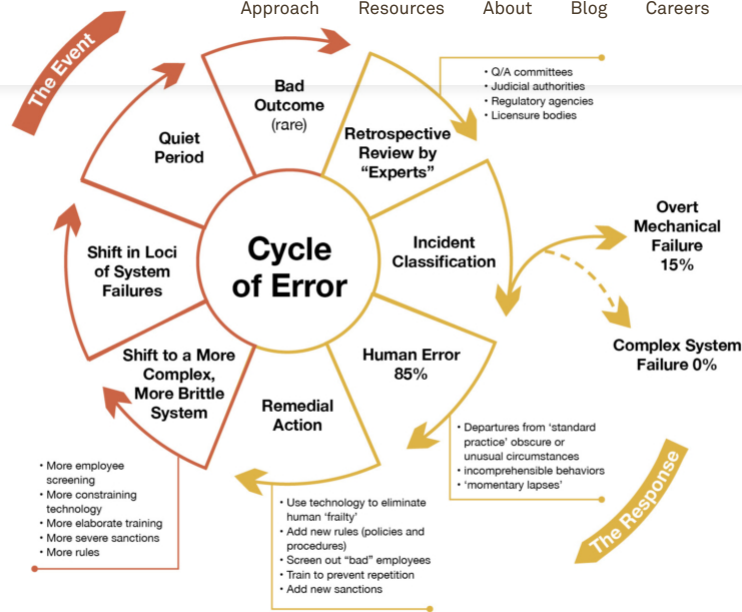 Approach Resources About Blog Careers
The Event
Bad
Outcome
(rare)
Quiet
Period
Retrospective
Review by
“Experts”
• Q/A committees
• Judicial authorities
• Regulatory agencies
• Licensure bodies
Cycle
of Error
Incident
Classification
Overt
Mechanical
Failure
15%
Complex System
Failure 0%
Human Error
85%
• Departures from ‘standard
practice’ obscure or
unusual circumstances
• incomprehensible behaviors
• ‘momentary lapses’
The Response
Remedial
Action
• Use technology to eliminate
human ‘frailty’
• Add new rules (policies and
procedures)
• Screen out “bad” employees
• Train to prevent repetition
• Add new sanctions
Shift to a More
Complex,
More Brittle
System
• More employee
screening
• More constraining
technology
• More elaborate training
• More severe sanctions
• More rules
Shift in Loci
of System
Failures